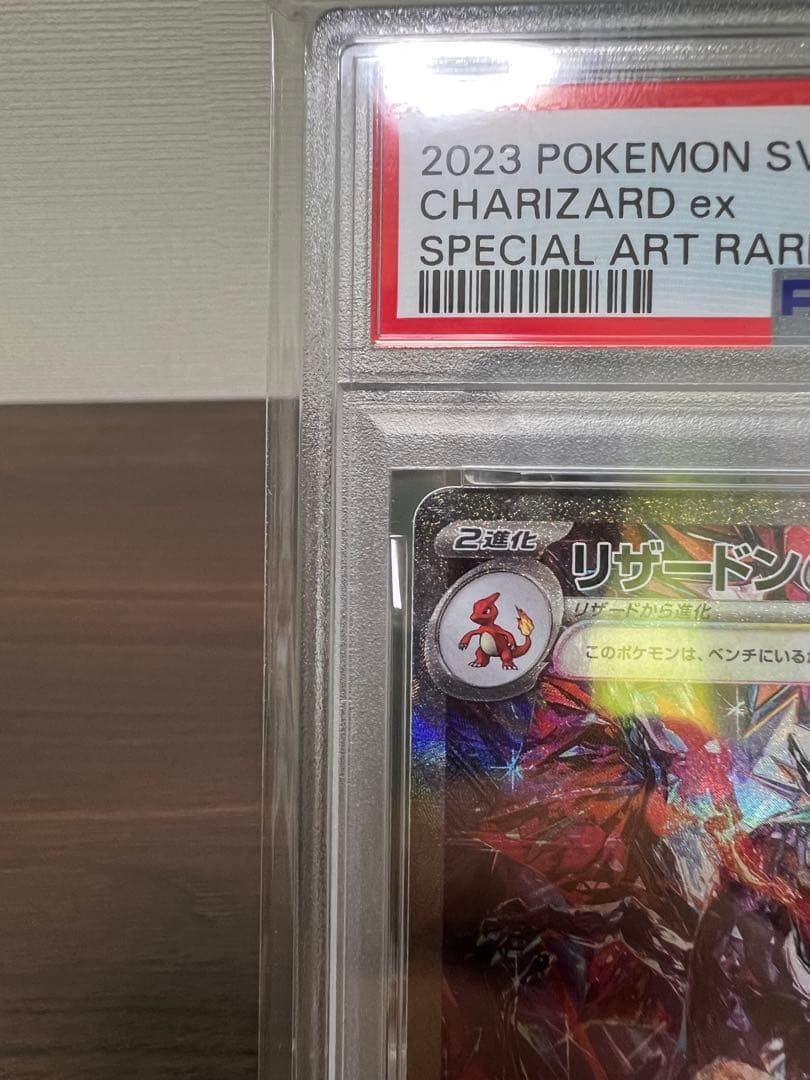 2023 POKEMON SV
CHARIZARD ex
SPECIAL ART RAR
2進化
リザードン
リザードから進化
このポケモンは、ベンチにいる